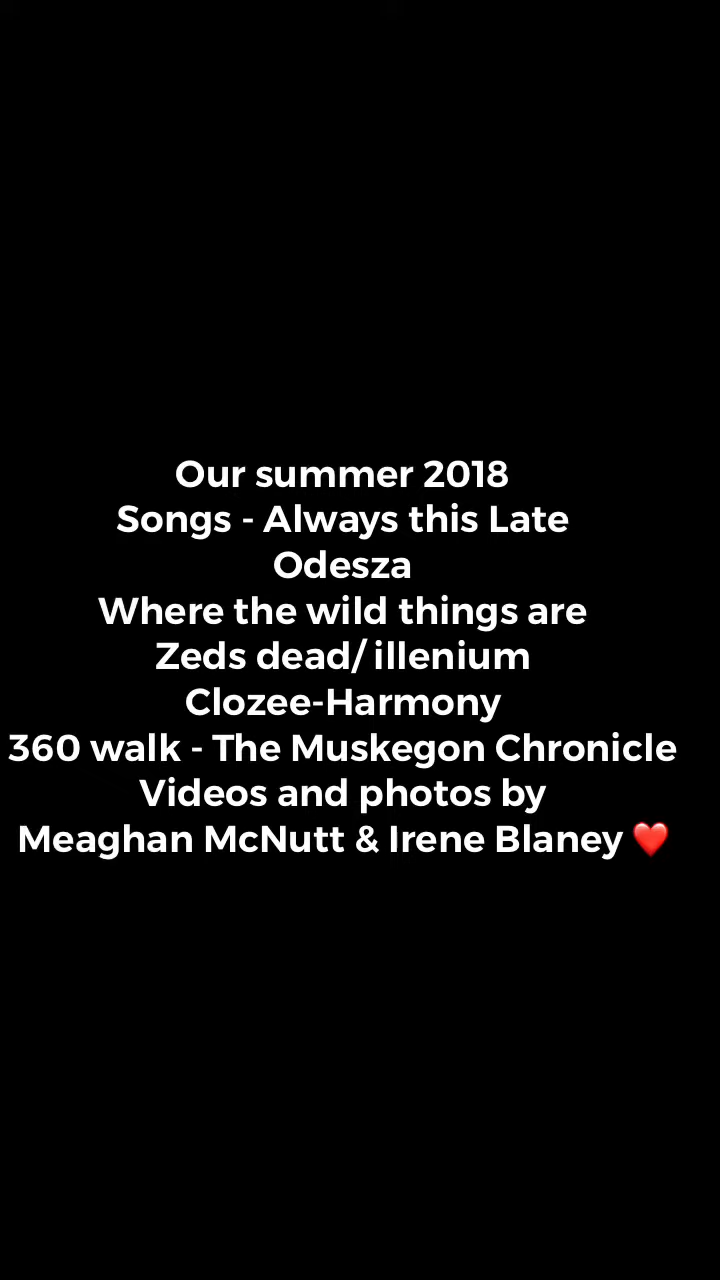 Our summer 2018
Songs - Always this Late
Odesza
Where the wild things are
Zeds dead/ illenium
Clozee-Harmony
360 walk - The Muskegon Chronicle
Videos and photos by
Meaghan McNutt & Irene Blaney ❤️